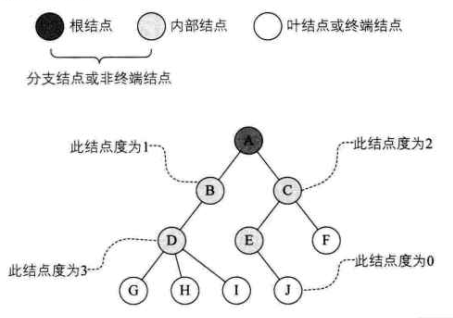 根结点 内部结点 叶结点或终端结点
分支结点或非终端结点
A
此结点度为1 此结点度为2
B C
D E F
此结点度为3 此结点度为0
G H I J